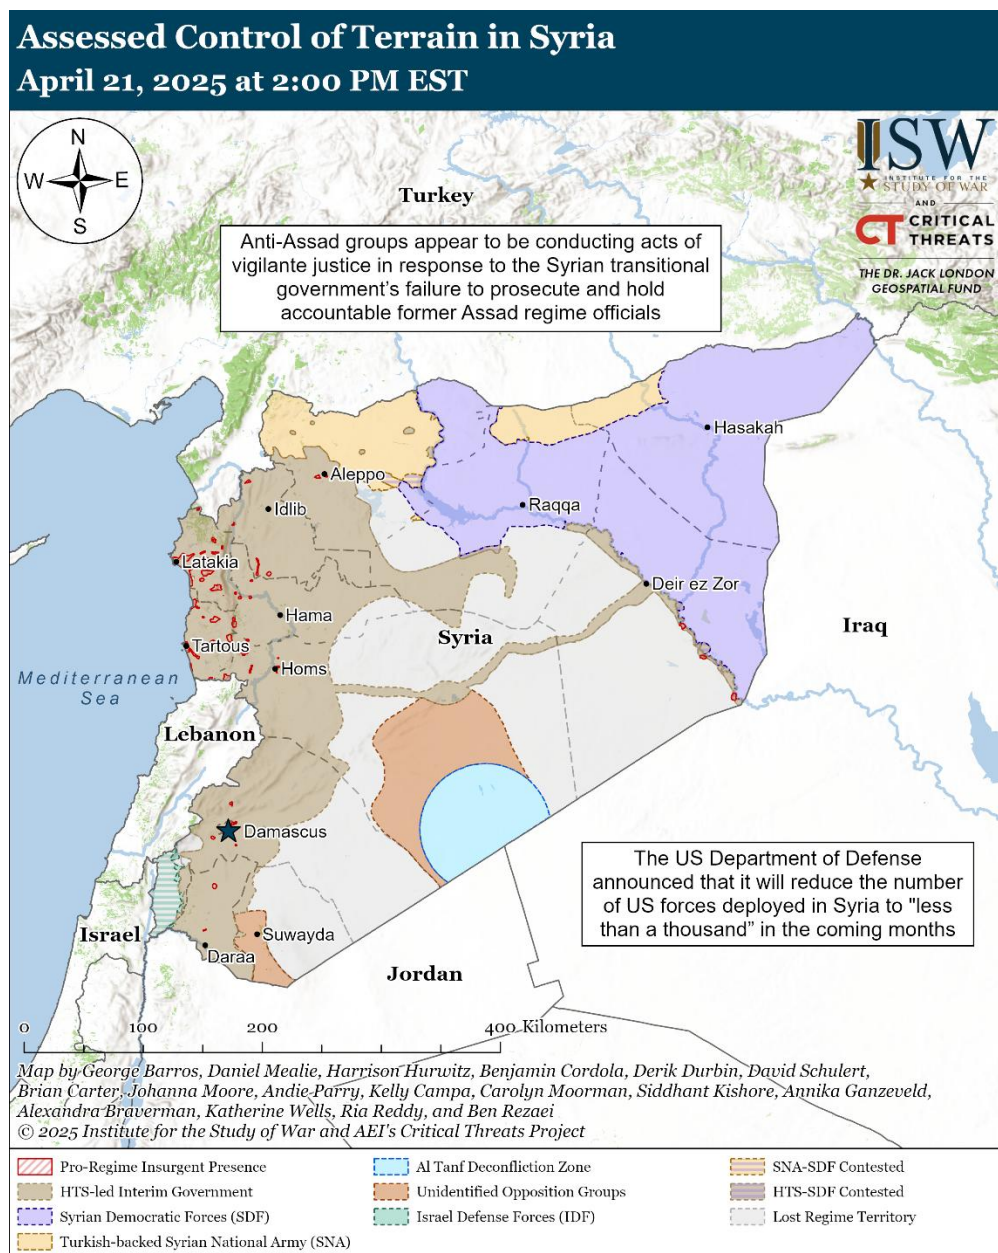 Assessed Control of Terrain in Syria
April 21, 2025 at 2:00 PM EST
N
W
E
S
ISW
INSTITUTE FOR THE
STUDY OF WAR
AND
CT CRITICAL
THREATS
THE DR. JACK LONDON
GEOSPATIAL FUND
Turkey
Anti-Assad groups appear to be conducting acts of
vigilante justice in response to the Syrian transitional
government's failure to prosecute and hold
accountable former Assad regime officials
Hasakah
Aleppo
Idlib
Raqqa
Latakia
Deir ez Zor
Hama
Syria
Iraq
Tartous
Homs
Mediterranean
Sea
Lebanon
Damascus
The US Department of Defense
announced that it will reduce the number
of US forces deployed in Syria to "less
than a thousand” in the coming months
Israel
Suwayda
Daraa
Jordan
0 100 200 400 Kilometers
Map by George Barros, Daniel Mealie, Harrison Hurwitz, Benjamin Cordola, Derik Durbin, David Schulert,
Brian Carter, Johanna Moore, Andie Parry, Kelly Campa, Carolyn Moorman, Siddhant Kishore, Annika Ganzeveld,
Alexandra Braverman, Katherine Wells, Ria Reddy, and Ben Rezaei
© 2025 Institute for the Study of War and AEI's Critical Threats Project
Pro-Regime Insurgent Presence
HTS-led Interim Government
Syrian Democratic Forces (SDF)
Turkish-backed Syrian National Army (SNA)
Al Tanf Deconfliction Zone
Unidentified Opposition Groups
Israel Defense Forces (IDF)
SNA-SDF Contested
HTS-SDF Contested
Lost Regime Territory